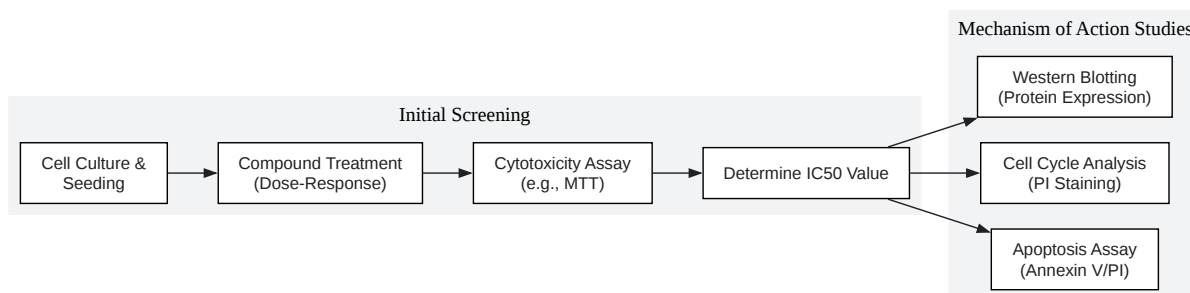 Mechanism of Action Studies
Initial Screening
Cell Culture &
Seeding
Compound Treatment
(Dose-Response)
Cytotoxicity Assay
(e.g., MTT)
Determine IC50 Value
Western Blotting
(Protein Expression)
Cell Cycle Analysis
(PI Staining)
Apoptosis Assay
(Annexin V/PI)